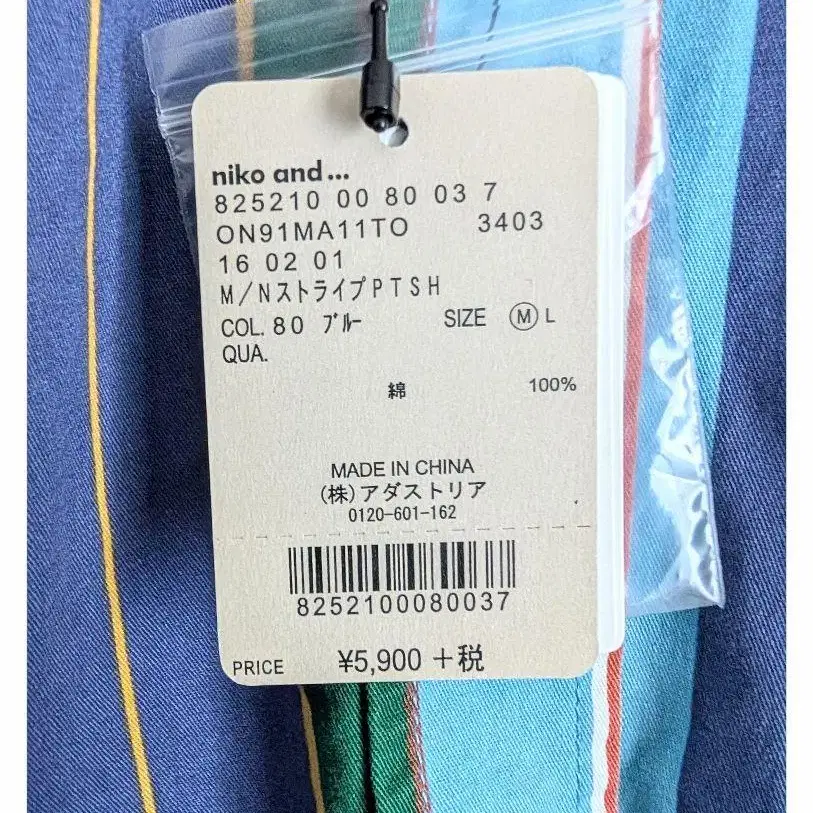 niko and...
825210 00 80 03 7
ON91MA11TO 3403
16 02 01
M/NストライプPTSH
COL. 80 ブルー SIZE Ⓜ L
QUA.
綿 100%
MADE IN CHINA
(株)アダストリア
0120-601-162
8252100080037
PRICE ¥5,900 +税